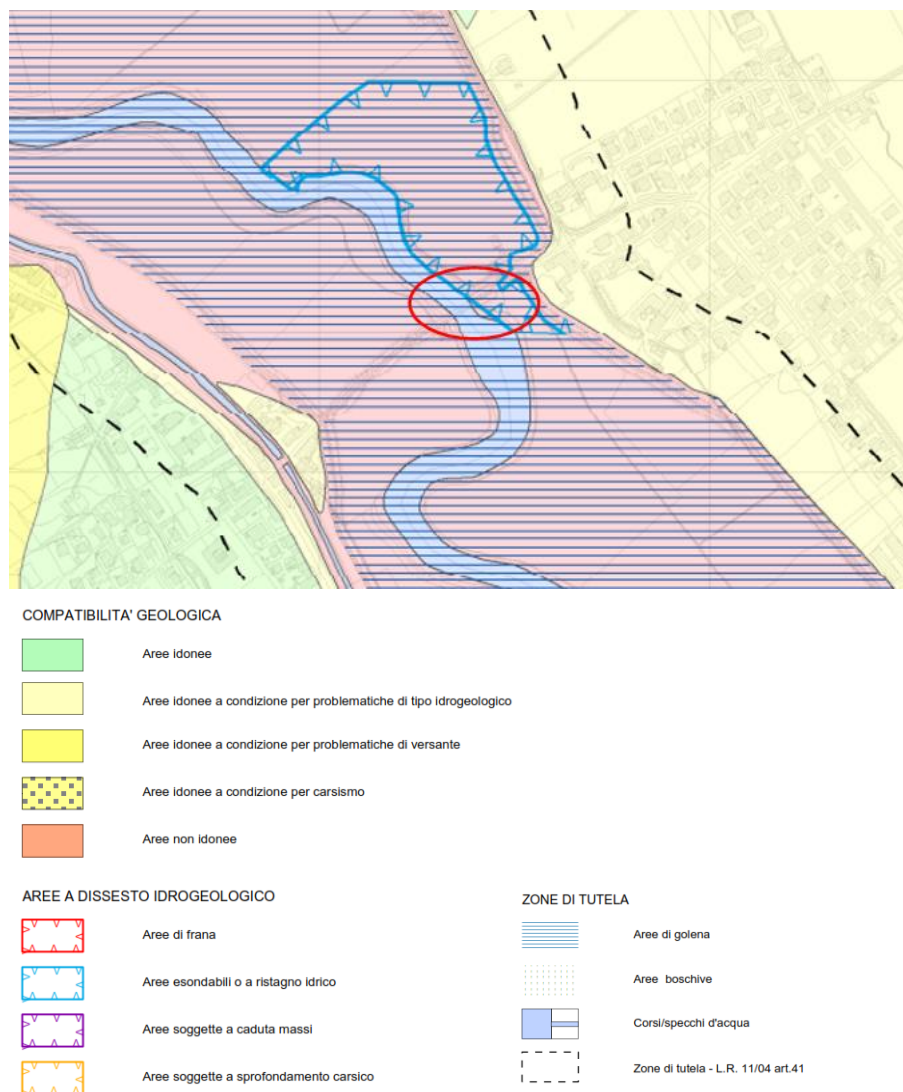 COMPATIBILITA' GEOLOGICA
Aree idonee
Aree idonee a condizione per problematiche di tipo idrogeologico
Aree idonee a condizione per problematiche di versante
Aree idonee a condizione per carsismo
Aree non idonee
AREE A DISSESTO IDROGEOLOGICO
Aree di frana
Aree esondabili o a ristagno idrico
Aree soggette a caduta massi
Aree soggette a sprofondamento carsico
ZONE DI TUTELA
Aree di golena
Aree boschive
Corsi/specchi d'acqua
Zone di tutela - L.R. 11/04 art.41